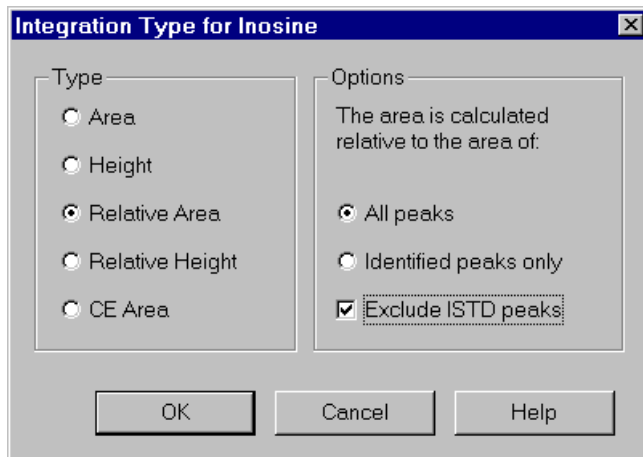 Integration Type for Inosine
Type
Area
Height
Relative Area
Relative Height
CE Area
Options
The area is calculated
relative to the area of:
All peaks
Identified peaks only
Exclude ISTD peaks
OK
Cancel
Help